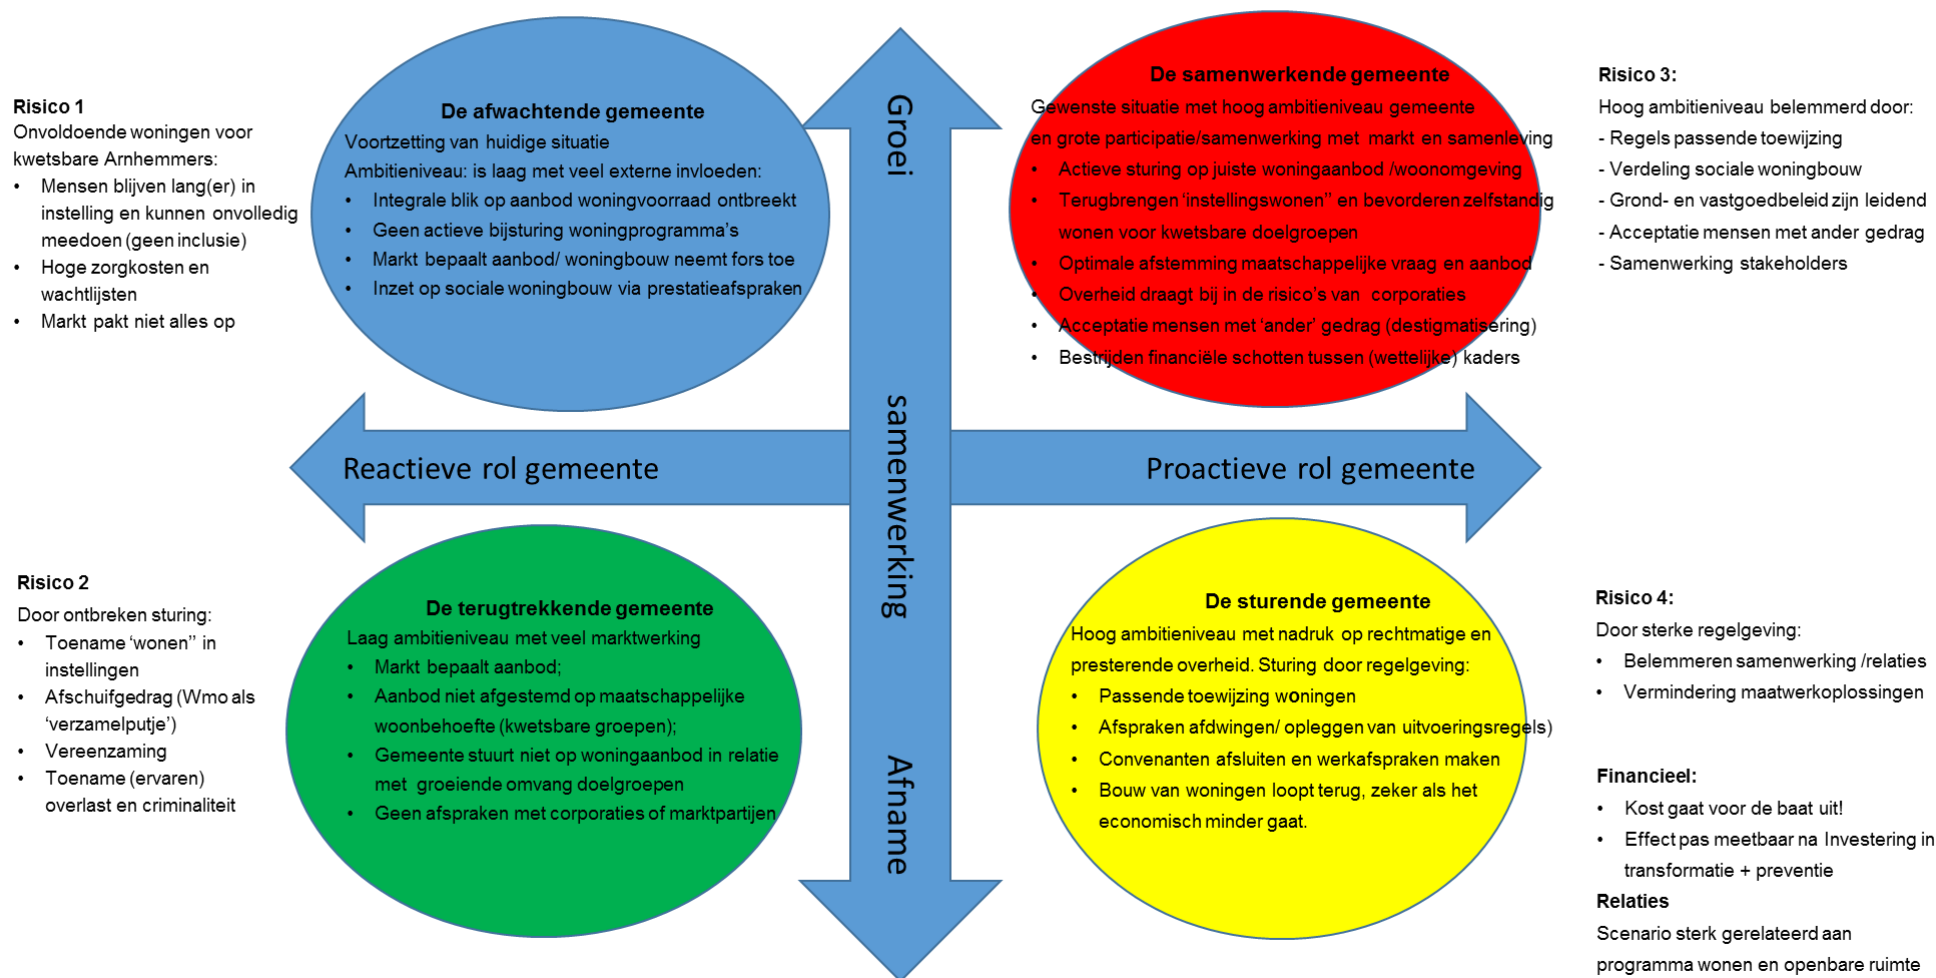 Risico 1
Onvoldoende woningen voor
kwetsbare Arnhemmers:
• Mensen blijven lang(er) in
instelling en kunnen onvolledig
meedoen (geen inclusie)
• Hoge zorgkosten en
wachtlijsten
• Markt pakt niet alles op
De afwachtende gemeente
Voortzetting van huidige situatie
Ambitieniveau: is laag met veel externe invloeden:
• Integrale blik op aanbod woningvoorraad ontbreekt
• Geen actieve bijsturing woningprogramma’s
• Markt bepaalt aanbod/ woningbouw neemt fors toe
• Inzet op sociale woningbouw via prestatieafspraken
Groei
samenwerking
Afname
De samenwerkende gemeente
Gewenste situatie met hoog ambitieniveau gemeente
en grote participatie/samenwerking met markt en samenleving
• Actieve sturing op juiste woningaanbod /woonomgeving
• Terugbrengen ‘instellingswonen’’ en bevorderen zelfstandig
wonen voor kwetsbare doelgroepen
• Optimale afstemming maatschappelijke vraag en aanbod
• Overheid draagt bij in de risico’s van corporaties
• Acceptatie mensen met ‘ander’ gedrag (destigmatisering)
• Bestrijden financiële schotten tussen (wettelijke) kaders
Risico 3:
Hoog ambitieniveau belemmerd door:
- Regels passende toewijzing
- Verdeling sociale woningbouw
- Grond- en vastgoedbeleid zijn leidend
- Acceptatie mensen met ander gedrag
- Samenwerking stakeholders
Reactieve rol gemeente
Proactieve rol gemeente
Risico 2
Door ontbreken sturing:
• Toename ‘wonen’’ in
instellingen
• Afschuifgedrag (Wmo als
‘verzamelputje’)
• Vereenzaming
• Toename (ervaren)
overlast en criminaliteit
De terugtrekkende gemeente
Laag ambitieniveau met veel marktwerking
• Markt bepaalt aanbod;
• Aanbod niet afgestemd op maatschappelijke
woonbehoefte (kwetsbare groepen);
• Gemeente stuurt niet op woningaanbod in relatie
met groeiende omvang doelgroepen
• Geen afspraken met corporaties of marktpartijen
De sturende gemeente
Hoog ambitieniveau met nadruk op rechtmatige en
presterende overheid. Sturing door regelgeving:
• Passende toewijzing woningen
• Afspraken afdwingen/ opleggen van uitvoeringsregels)
• Convenanten afsluiten en werkafspraken maken
• Bouw van woningen loopt terug, zeker als het
economisch minder gaat.
Risico 4:
Door sterke regelgeving:
• Belemmeren samenwerking /relaties
• Vermindering maatwerkoplossingen
Financieel:
• Kost gaat voor de baat uit!
• Effect pas meetbaar na Investering in
transformatie + preventie
Relaties
Scenario sterk gerelateerd aan
programma wonen en openbare ruimte